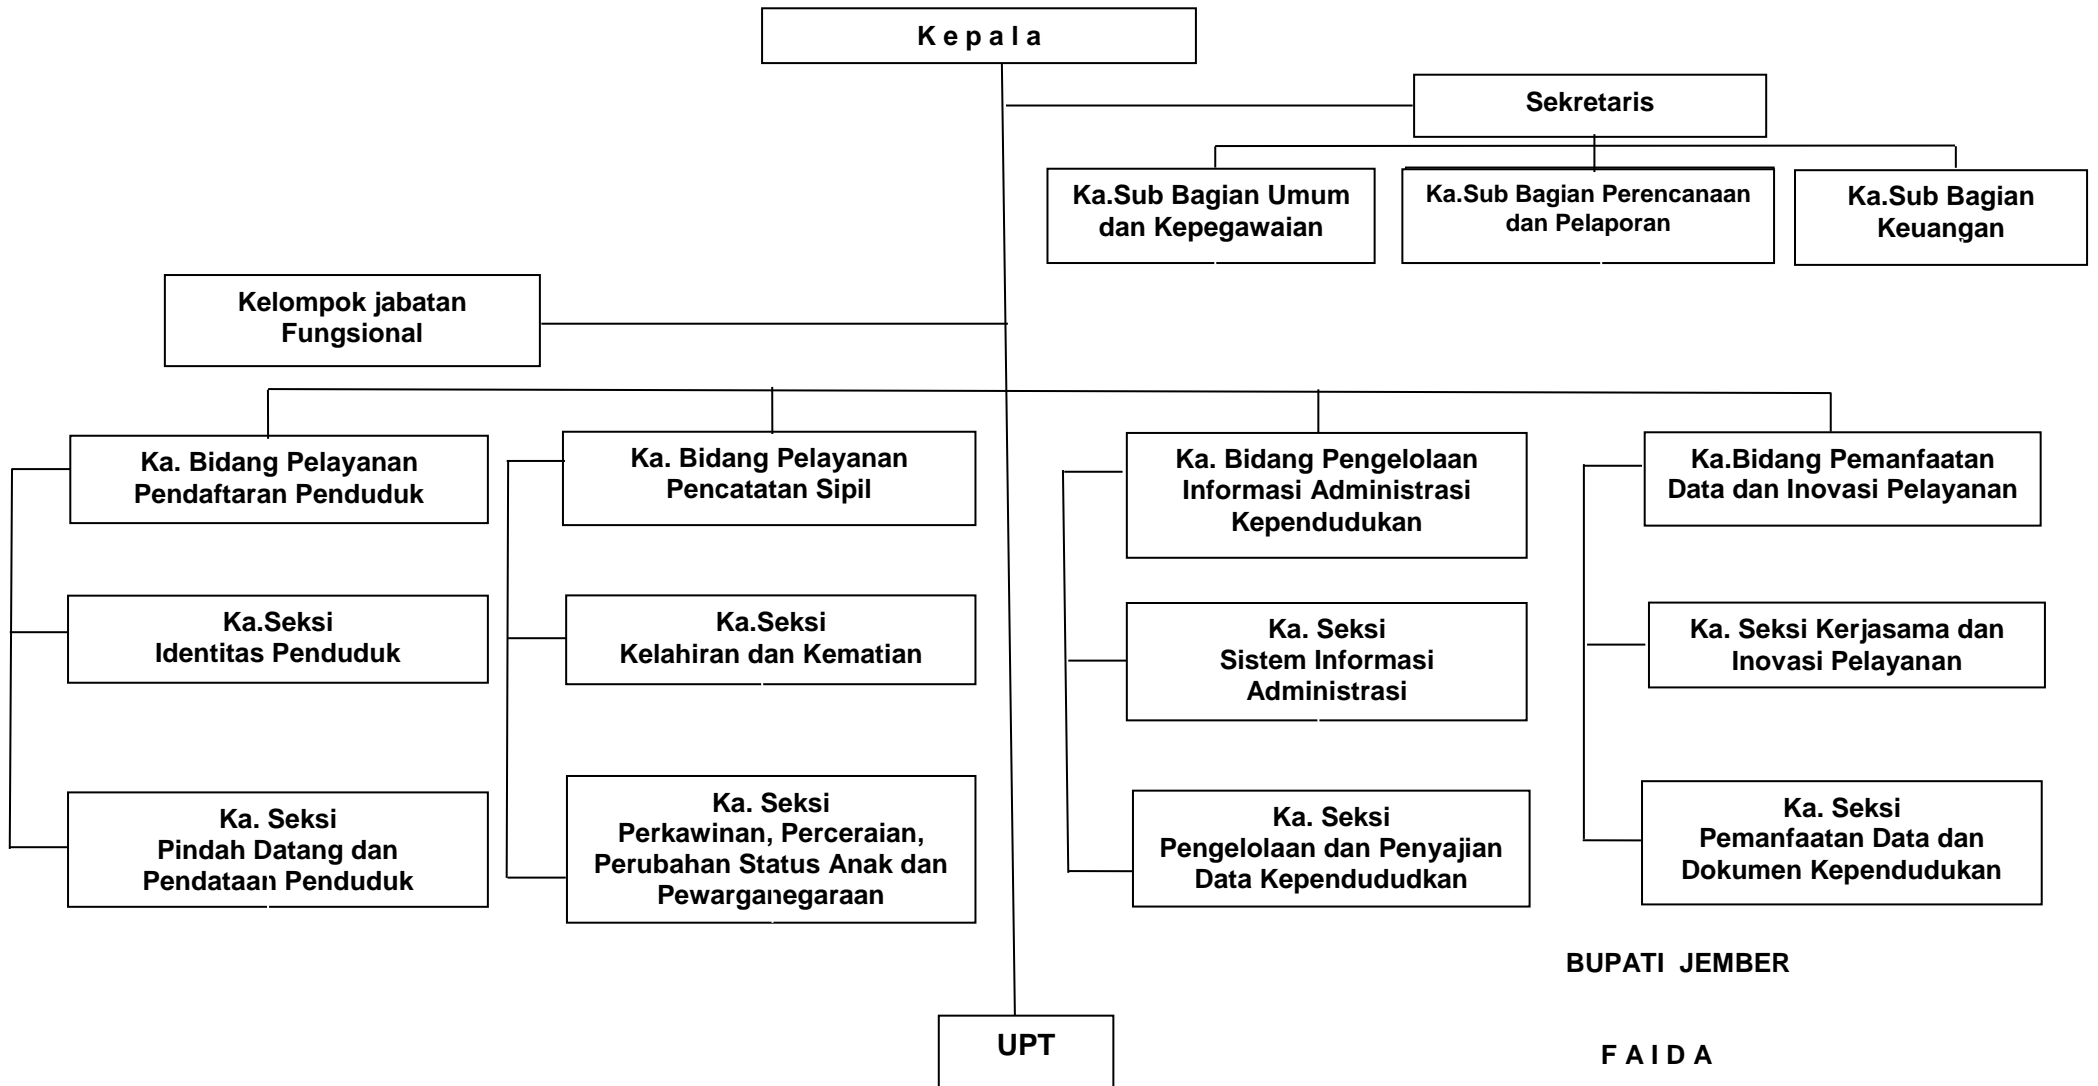 K e p a l a
Sekretaris
Ka.Sub Bagian Umum
dan Kepegawaian
Ka.Sub Bagian Perencanaan
dan Pelaporan
Ka.Sub Bagian
Keuangan
Kelompok jabatan
Fungsional
Ka. Bidang Pelayanan
Pendaftaran Penduduk
Ka. Bidang Pelayanan
Pencatatan Sipil
Ka. Bidang Pengelolaan
Informasi Administrasi
Kependudukan
Ka.Bidang Pemanfaatan
Data dan Inovasi Pelayanan
Ka.Seksi
Identitas Penduduk
Ka.Seksi
Kelahiran dan Kematian
Ka. Seksi
Sistem Informasi
Administrasi
Ka. Seksi Kerjasama dan
Inovasi Pelayanan
Ka. Seksi
Pindah Datang dan
Pendataan Penduduk
Ka. Seksi
Perkawinan, Perceraian,
Perubahan Status Anak dan
Pewarganegaraan
Ka. Seksi
Pengelolaan dan Penyajian
Data Kependududkan
Ka. Seksi
Pemanfaatan Data dan
Dokumen Kependudukan
BUPATI JEMBER
UPT
F A I D A